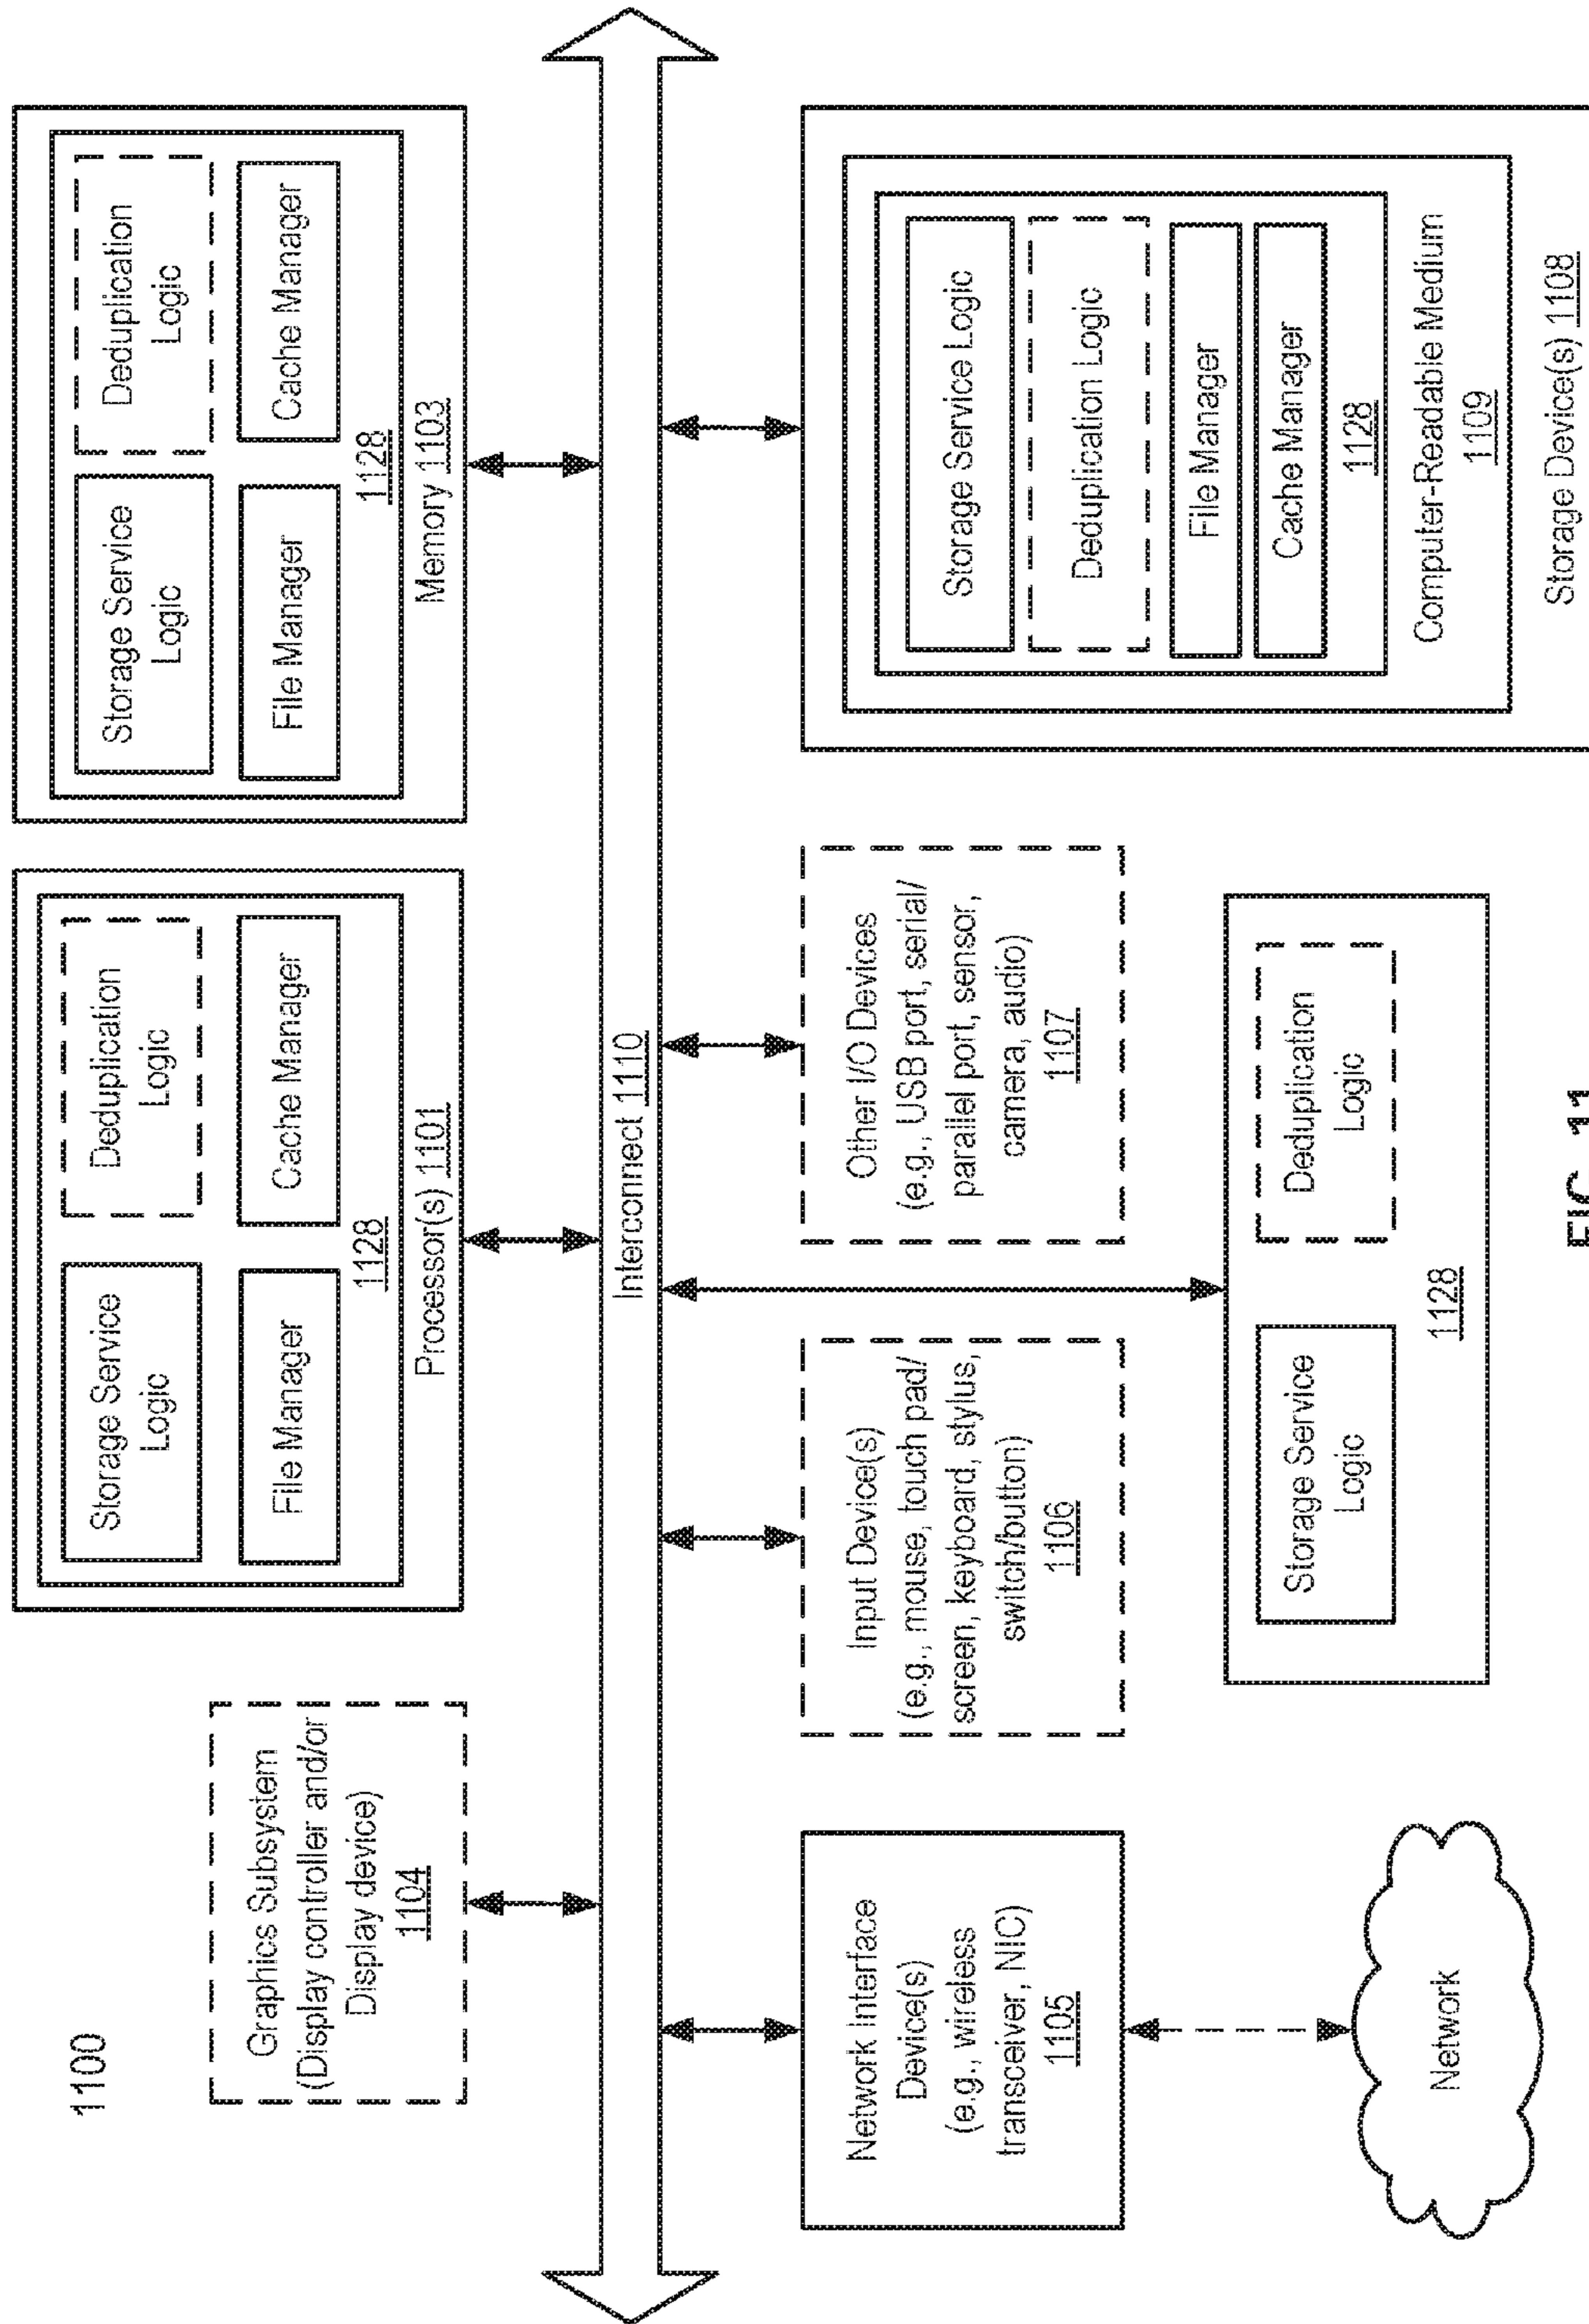 1100
Graphics Subsystem
(Display controller and/or
Display device)
1104
Storage Service
Logic
Deduplication
Logic
File Manager
Cache Manager
1128
Processor(s) 1101
Storage Service
Logic
Deduplication
Logic
File Manager
Cache Manager
1128
Memory 1103
Interconnect 1110
Network Interface
Device(s)
(e.g., wireless
transceiver, NIC)
1105
Input Device(s)
(e.g., mouse, touch pad/
screen, keyboard, stylus,
switch/button)
1106
Other I/O Devices
(e.g., USB port, serial/
parallel port, sensor,
camera, audio)
1107
Storage Service Logic
Deduplication Logic
File Manager
Cache Manager
1128
Computer-Readable Medium
1109
Storage Device(s) 1108
Network
Storage Service
Logic
Deduplication
Logic
1128
FIG. 11